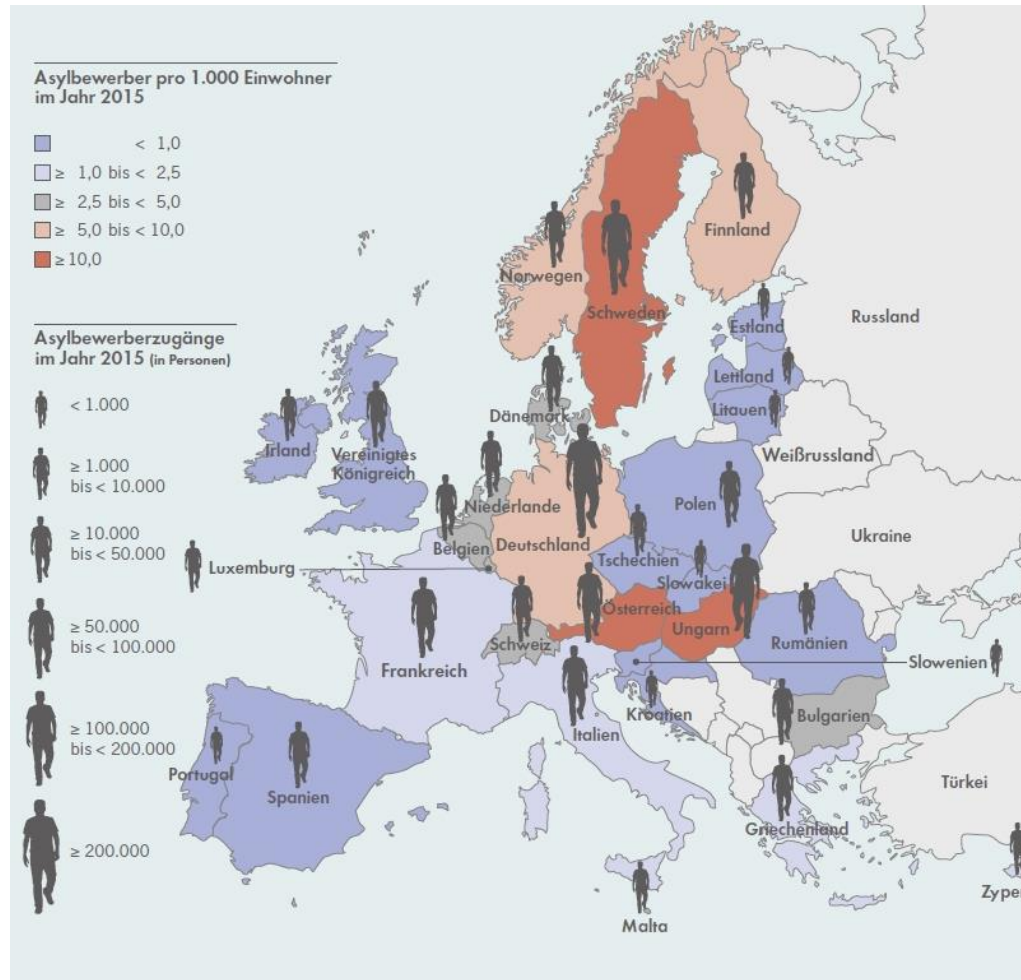 Asylbewerber pro 1.000 Einwohner
im Jahr 2015
< 1,0
≥ 1,0 bis < 2,5
≥ 2,5 bis < 5,0
≥ 5,0 bis < 10,0
≥ 10,0
Asylbewerberzugänge
im Jahr 2015 (in Personen)
< 1.000
≥ 1.000
bis < 10.000
≥ 10.000
bis < 50.000
≥ 50.000
bis < 100.000
≥ 100.000
bis < 200.000
≥ 200.000
Finnland
Norwegen
Schweden
Russland
Estland
Lettland
Litauen
Dänemark
Irland
Vereinigtes
Königreich
Weißrussland
Niederlande
Polen
Belgien
Deutschland
Ukraine
Tschechien
Luxemburg
Slowakei
Österreich
Ungarn
Schweiz
Rumänien
Frankreich
Slowenien
Kroatien
Bulgarien
Italien
Portugal
Spanien
Türkei
Griechenland
Zype
Malta